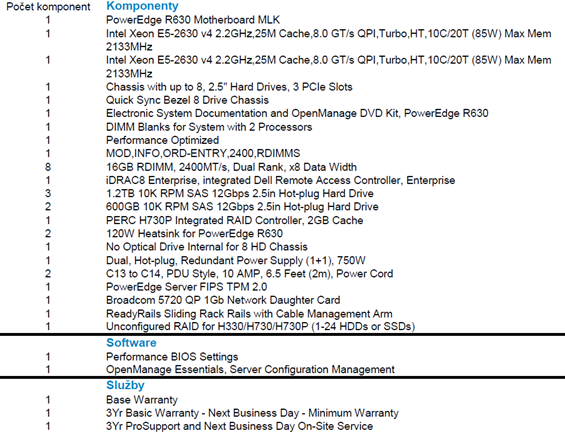 Počet komponent Komponenty
1 PowerEdge R630 Motherboard MLK
1 Intel Xeon E5-2630 v4 2.2GHz,25M Cache,8.0 GT/s QPI,Turbo,HT,10C/20T (85W) Max Mem
2133MHz
1 Intel Xeon E5-2630 v4 2.2GHz,25M Cache,8.0 GT/s QPI,Turbo,HT,10C/20T (85W) Max Mem
2133MHz
1 Chassis with up to 8, 2.5" Hard Drives, 3 PCIe Slots
1 Quick Sync Bezel 8 Drive Chassis
1 Electronic System Documentation and OpenManage DVD Kit, PowerEdge R630
1 DIMM Blanks for System with 2 Processors
1 Performance Optimized
1 MOD,INFO,ORD-ENTRY,2400,RDIMMS
8 16GB RDIMM, 2400MT/s, Dual Rank, x8 Data Width
1 iDRAC8 Enterprise, integrated Dell Remote Access Controller, Enterprise
3 1.2TB 10K RPM SAS 12Gbps 2.5in Hot-plug Hard Drive
2 600GB 10K RPM SAS 12Gbps 2.5in Hot-plug Hard Drive
1 PERC H730P Integrated RAID Controller, 2GB Cache
2 120W Heatsink for PowerEdge R630
1 No Optical Drive Internal for 8 HD Chassis
1 Dual, Hot-plug, Redundant Power Supply (1+1), 750W
2 C13 to C14, PDU Style, 10 AMP, 6.5 Feet (2m), Power Cord
1 PowerEdge Server FIPS TPM 2.0
1 Broadcom 5720 QP 1Gb Network Daughter Card
1 ReadyRails Sliding Rack Rails with Cable Management Arm
1 Unconfigured RAID for H330/H730/H730P (1-24 HDDs or SSDs)
Software
1 Performance BIOS Settings
1 OpenManage Essentials, Server Configuration Management
Služby
1 Base Warranty
1 3Yr Basic Warranty - Next Business Day - Minimum Warranty
1 3Yr ProSupport and Next Business Day On-Site Service